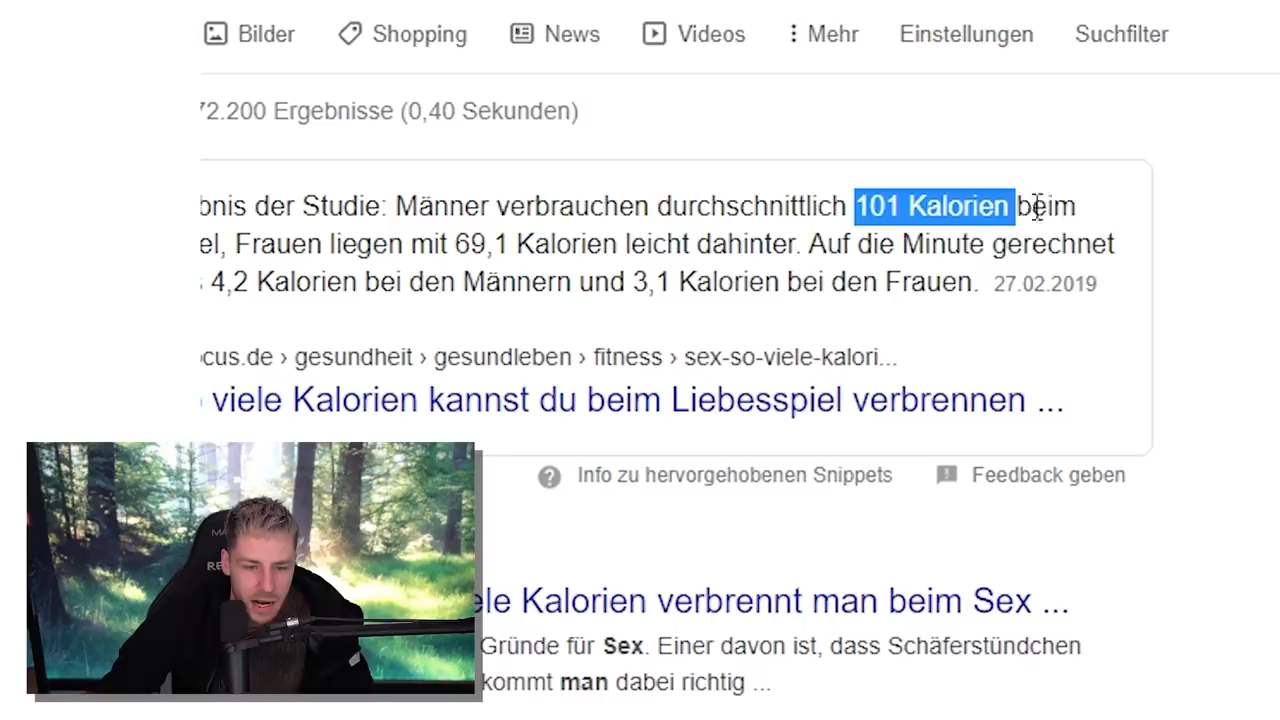 Bilder Shopping News Videos Mehr Einstellungen Suchfilter
72.200 Ergebnisse (0,40 Sekunden)
bnis der Studie: Männer verbrauchen durchschnittlich 101 Kalorien beim
el, Frauen liegen mit 69,1 Kalorien leicht dahinter. Auf die Minute gerechnet
4,2 Kalorien bei den Männern und 3,1 Kalorien bei den Frauen. 27.02.2019
cus.de › gesundheit › gesundleben › fitness › sex-so-viele-kalori...
viele Kalorien kannst du beim Liebesspiel verbrennen ...
Info zu hervorgehobenen Snippets Feedback geben
ele Kalorien verbrennt man beim Sex ...
Gründe für Sex. Einer davon ist, dass Schäferstündchen
kommt man dabei richtig ...